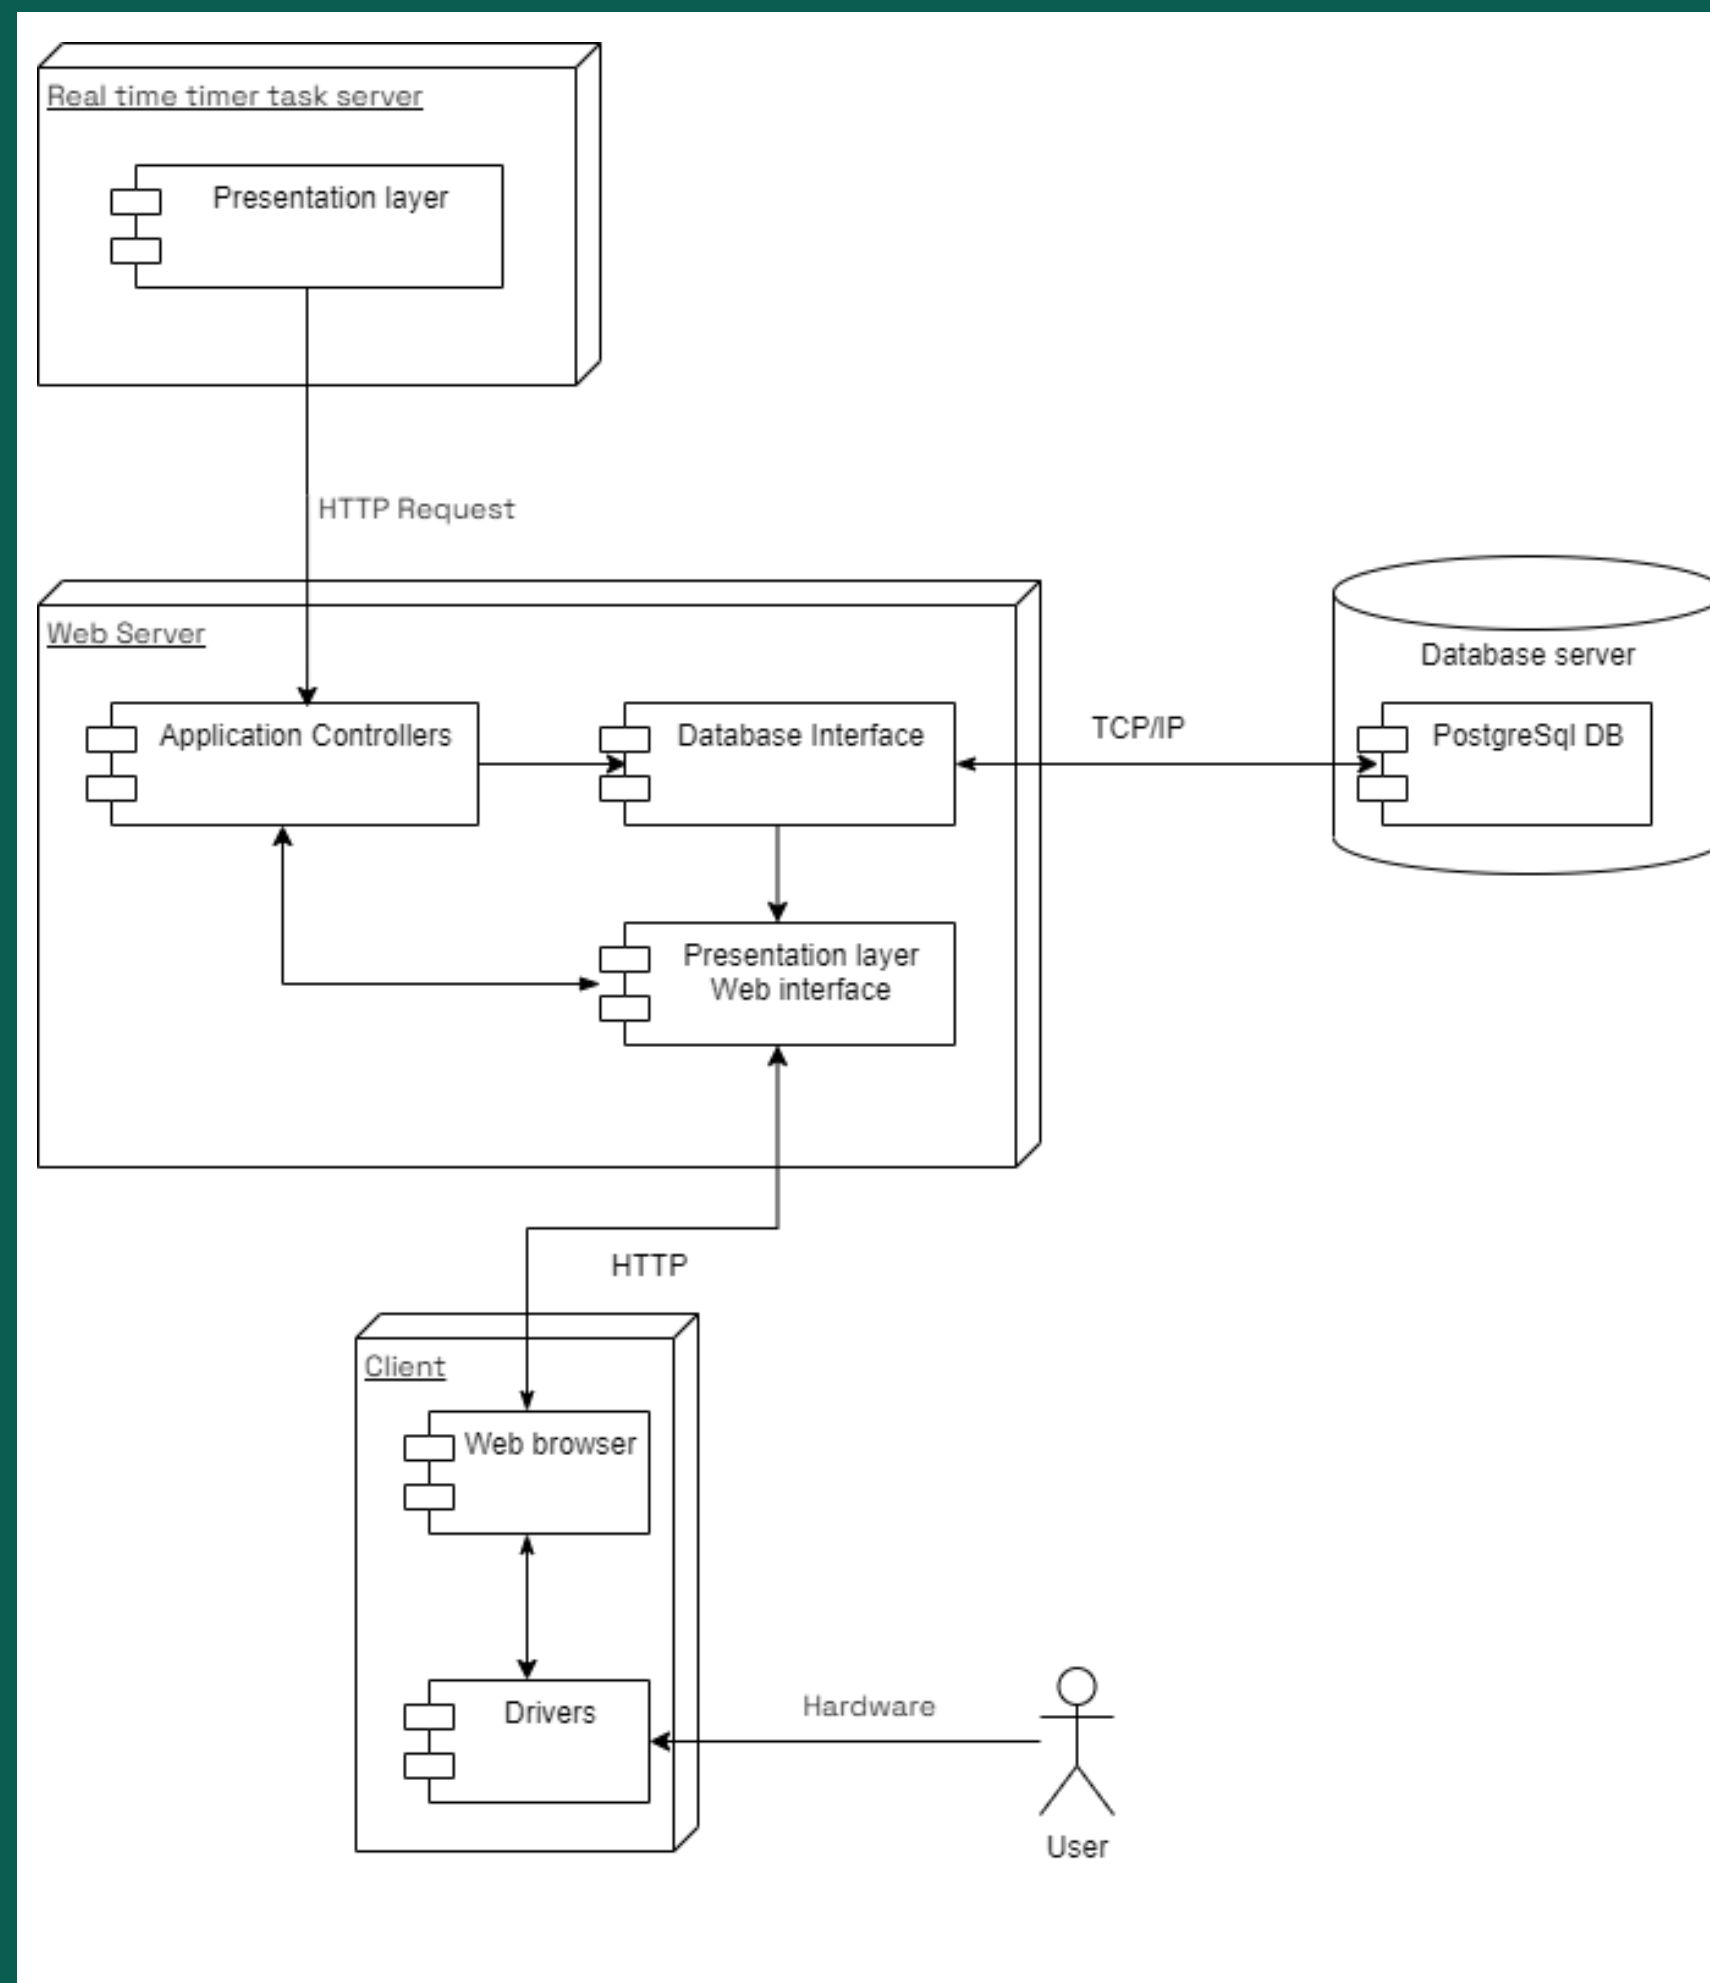 Real time timer task server
Presentation layer
HTTP Request
Web Server
Application Controllers
Database Interface
TCP/IP
Database server
PostgreSql DB
Presentation layer
Web interface
HTTP
Client
Web browser
Drivers
Hardware
User